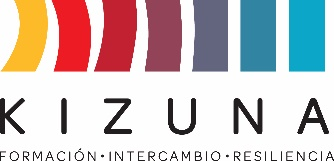 KIZUNA
FORMACIÓN • INTERCAMBIO • RESILIENCIA